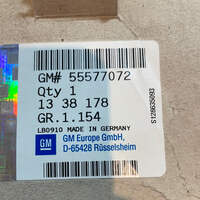 GM# 55577072
Qty 1
13 38 178
GR.1.154
LB0910 MADE IN GERMANY
GM
GM Europe GmbH,
D-65428 Rüsselsheim
S128635093